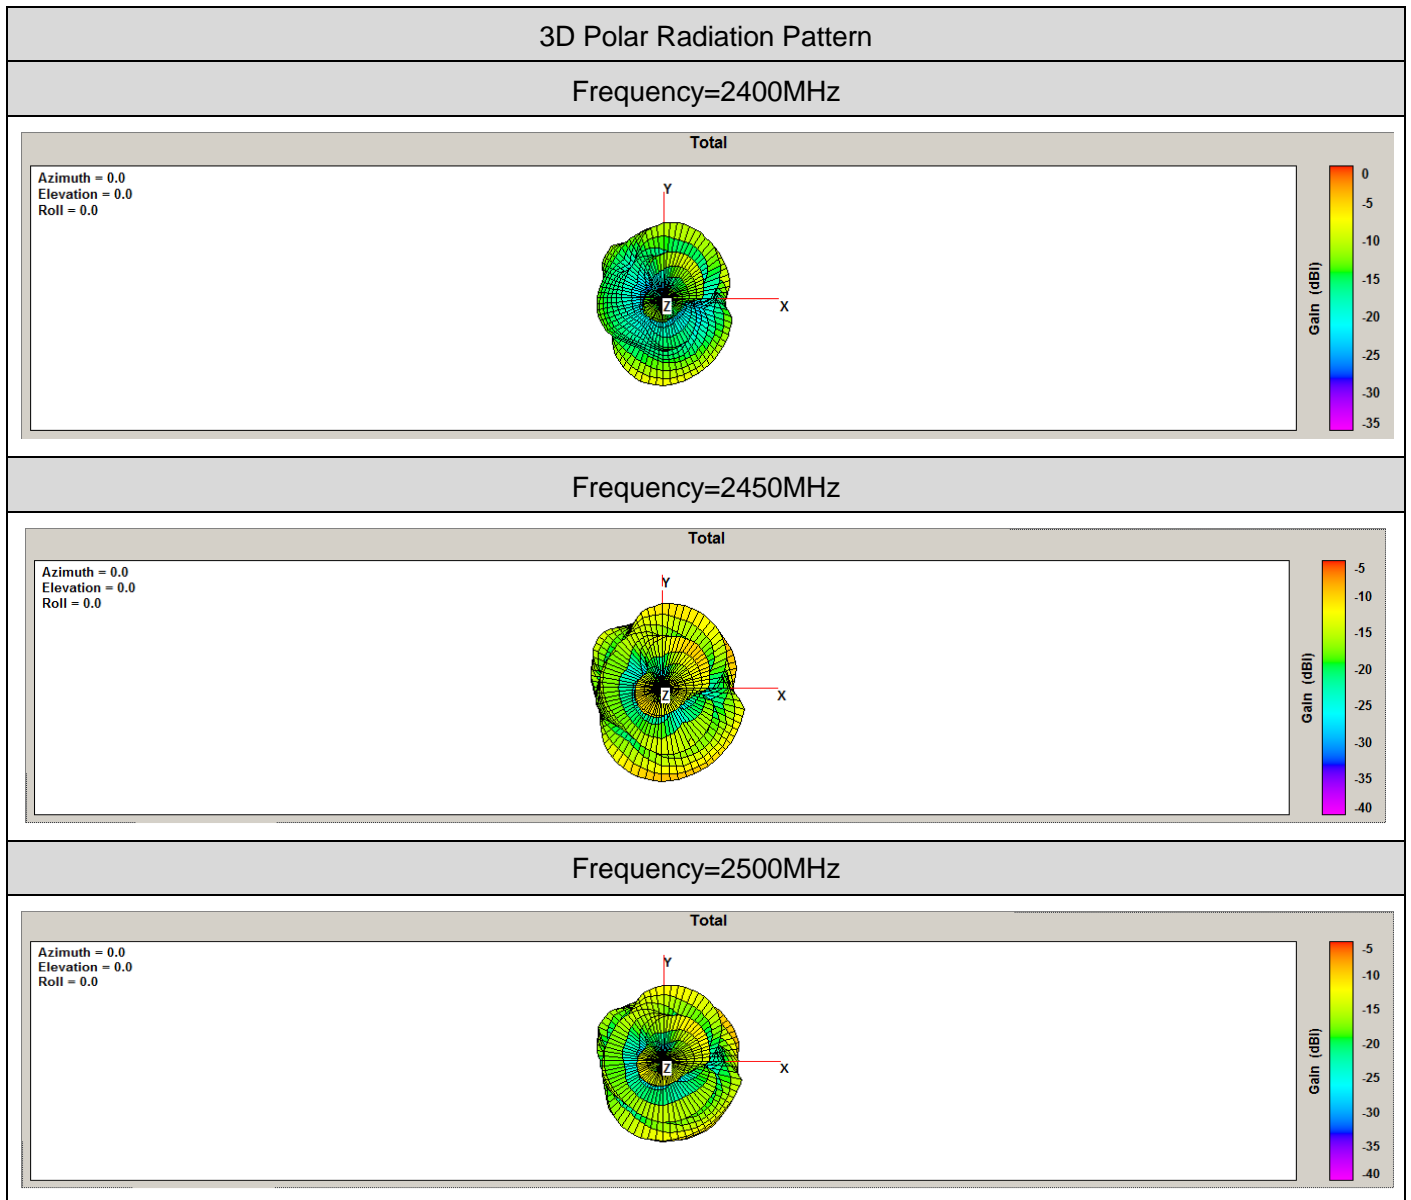 3D Polar Radiation Pattern
Frequency=2400MHz
Total
Azimuth = 0.0
Elevation = 0.0
Roll = 0.0
Y
X
Z
Gain (dBi)
0
-5
-10
-15
-20
-25
-30
-35
Frequency=2450MHz
Total
Azimuth = 0.0
Elevation = 0.0
Roll = 0.0
Y
X
Z
Gain (dBi)
-5
-10
-15
-20
-25
-30
-35
-40
Frequency=2500MHz
Total
Azimuth = 0.0
Elevation = 0.0
Roll = 0.0
Y
X
Z
Gain (dBi)
-5
-10
-15
-20
-25
-30
-35
-40